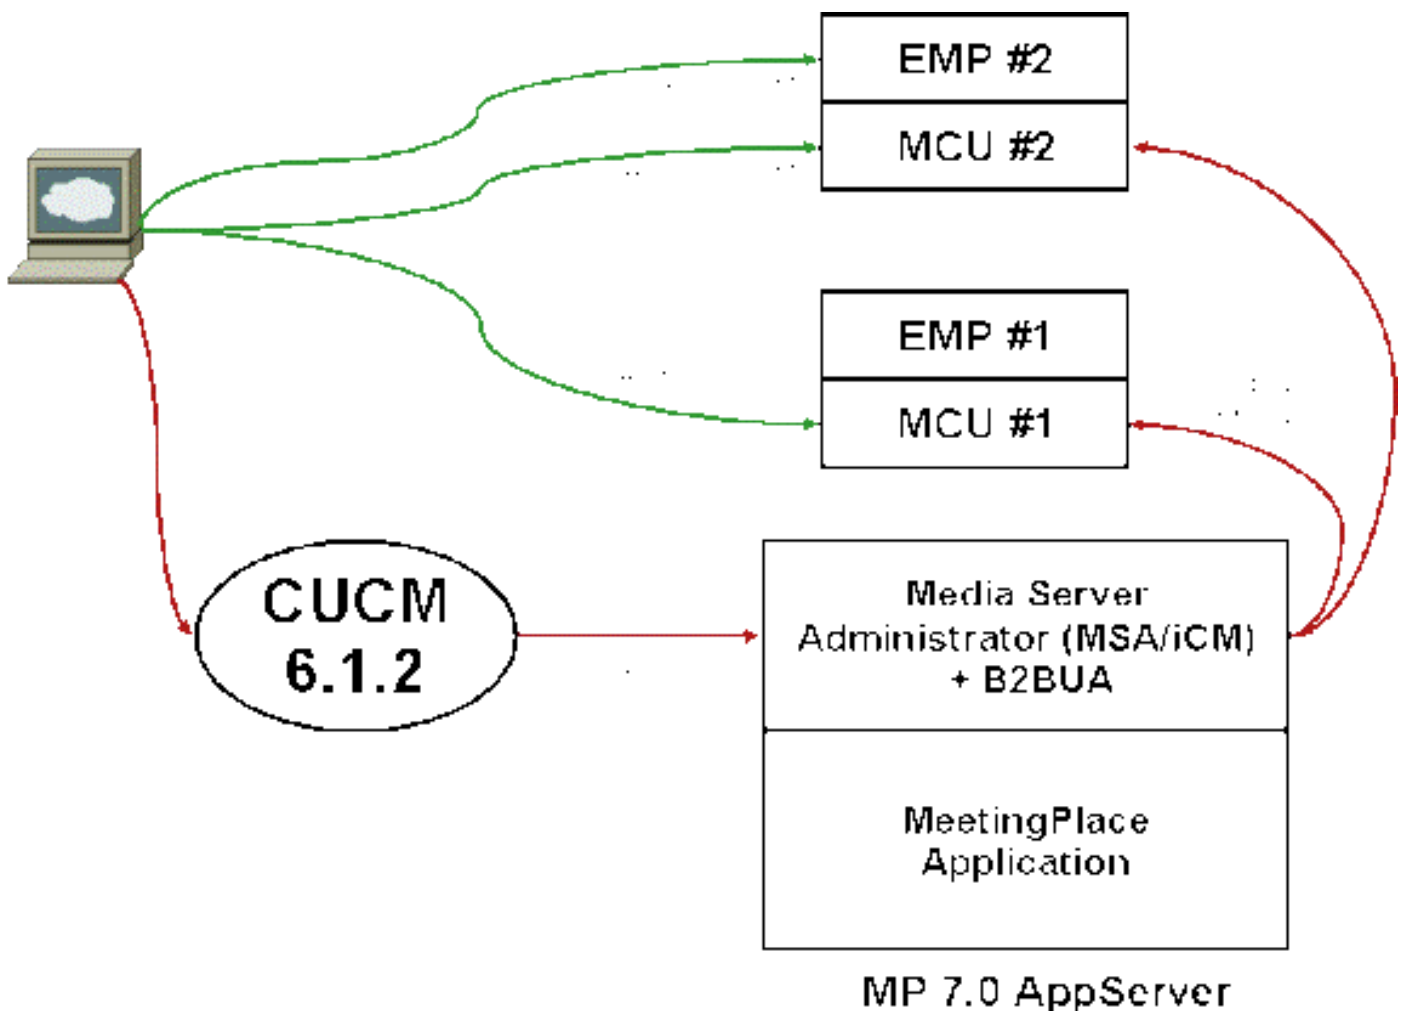 EMP #2
MCU #2
EMP #1
MCU #1
CUCM
6.1.2
Media Server
Administrator (MSA/iCM)
+ B2BUA
MeetingPlace
Application
MP 7.0 AppServer